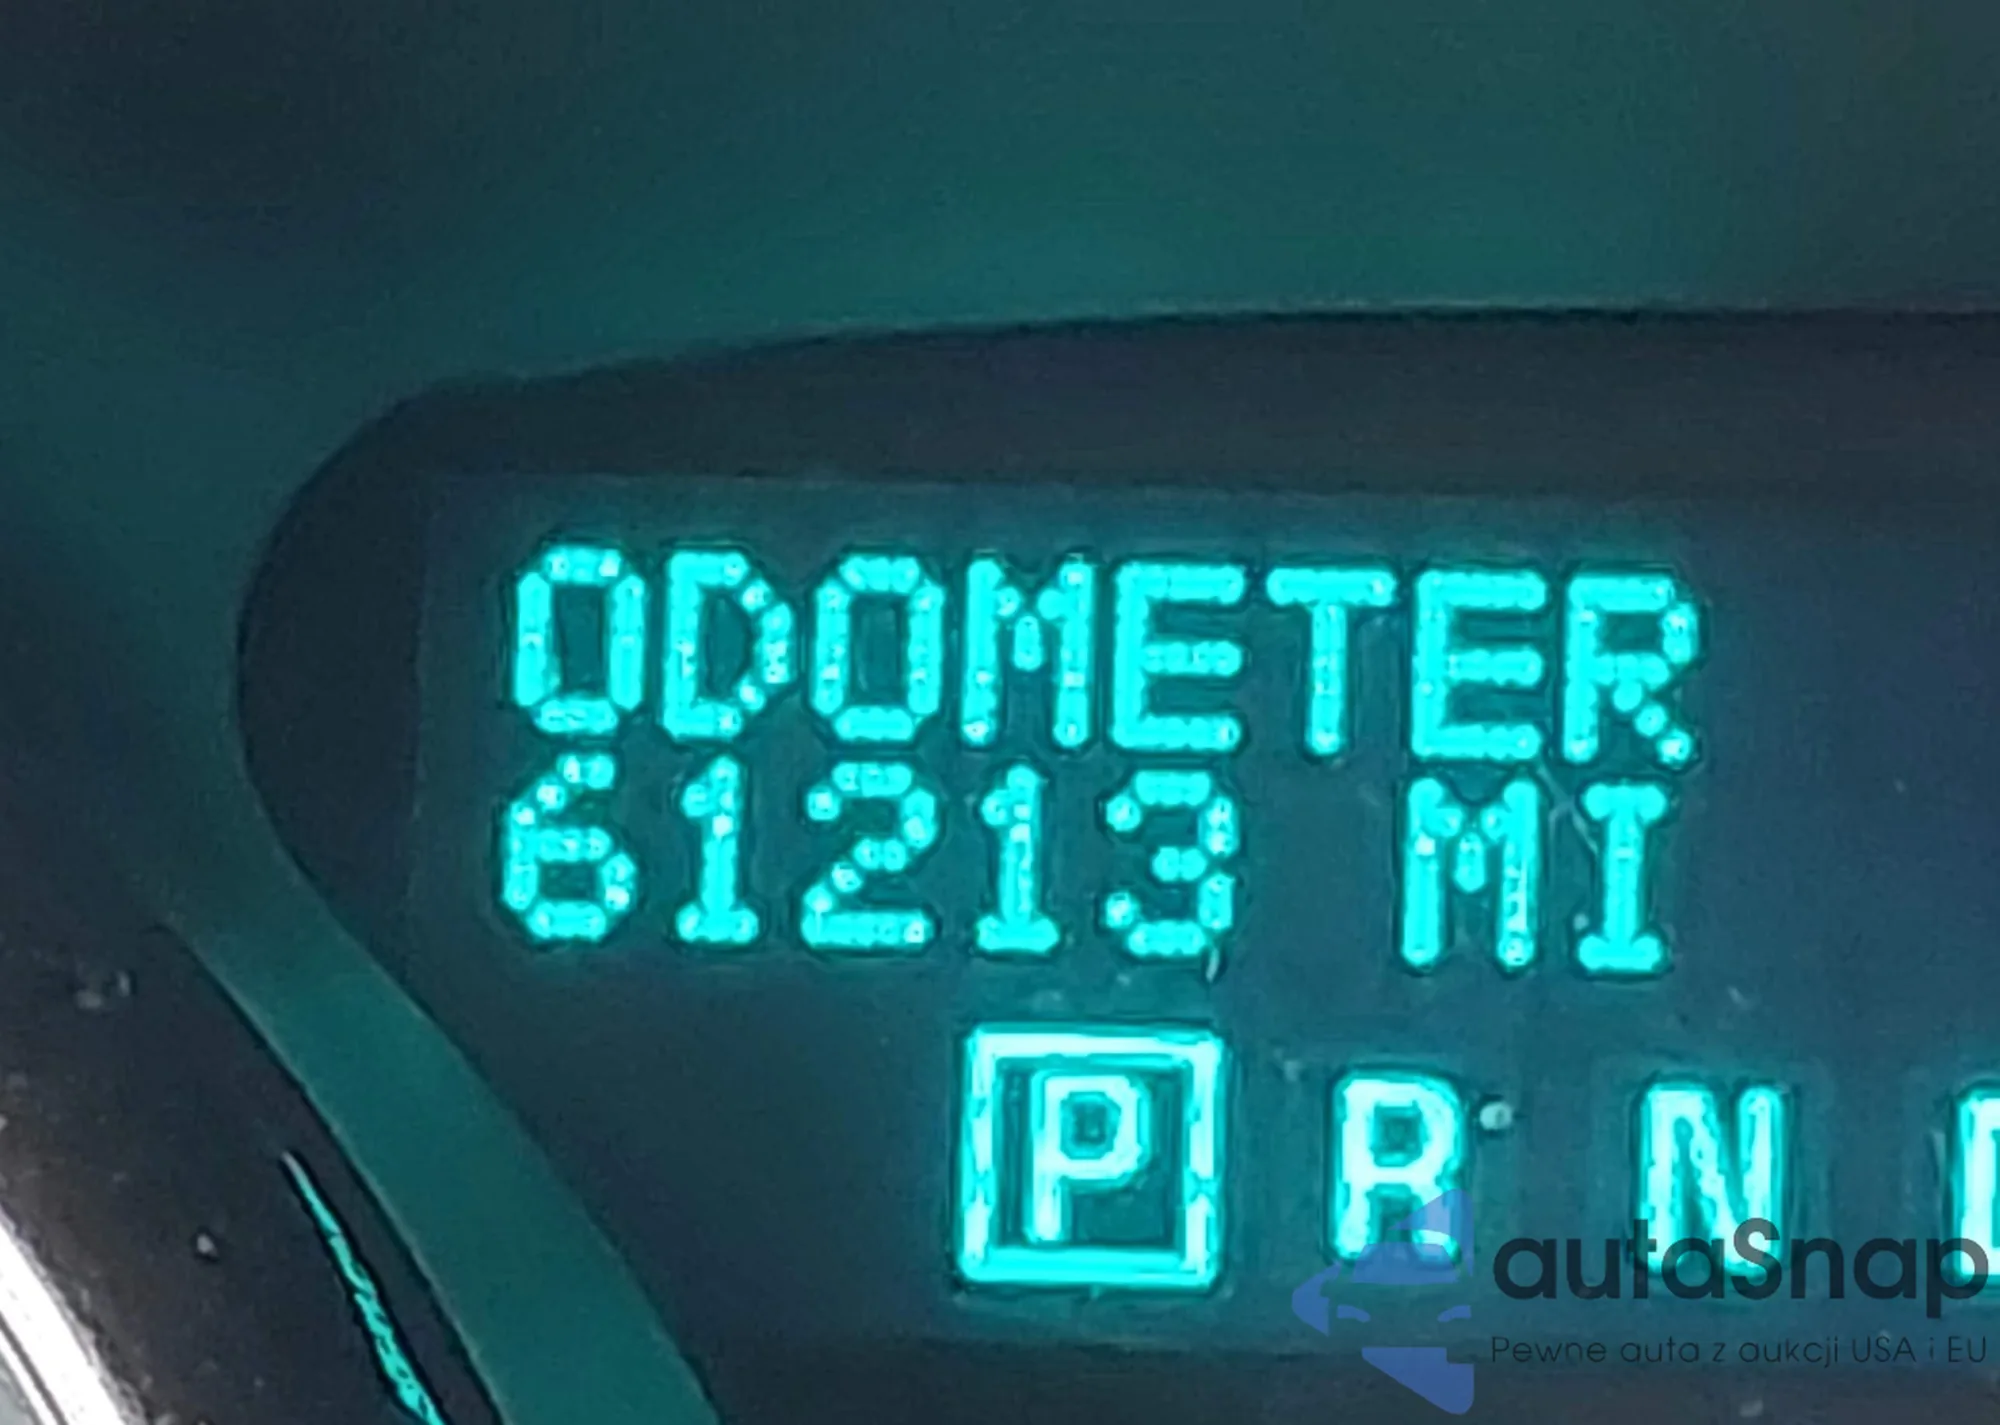 ODOMETER
61213 MI
P R N
autaSnap
Pewne auta z aukcji USA i EU